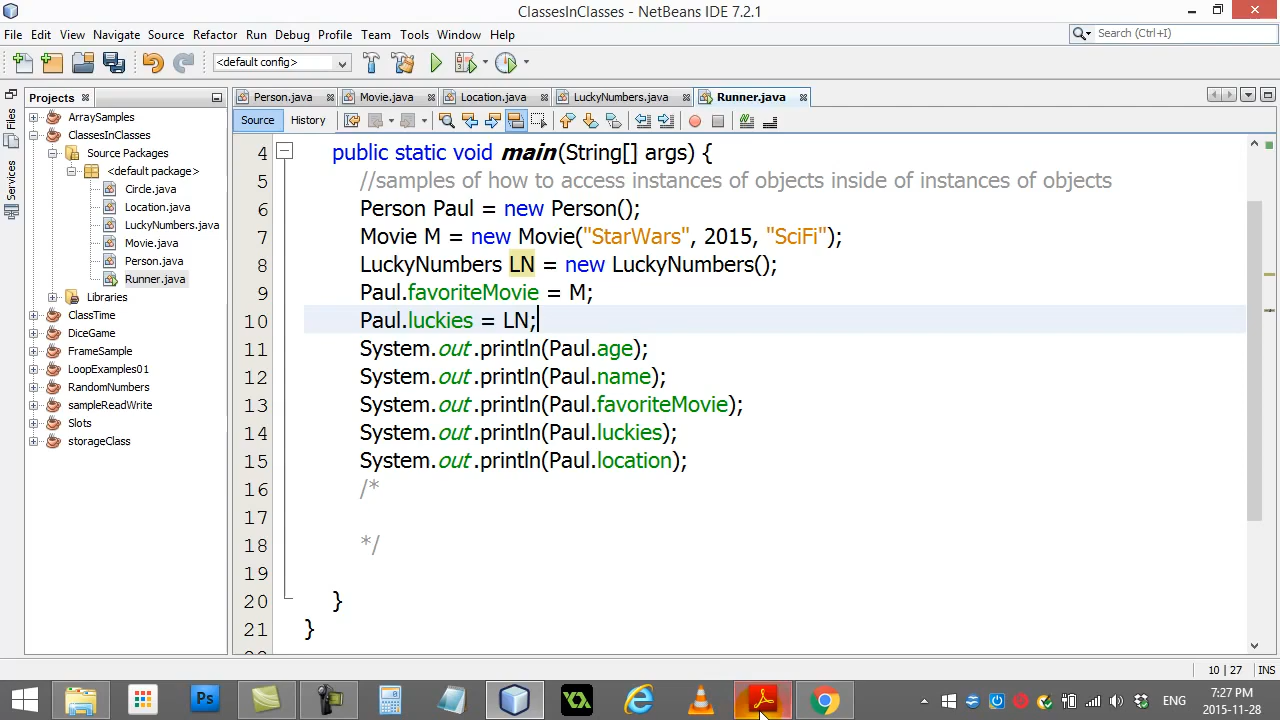 ClassesInClasses - NetBeans IDE 7.2.1
File Edit View Navigate Source Refactor Run Debug Profile Team Tools Window Help
Search (Ctrl+I)
<default config>
Files
Services
Projects
ArraySamples
ClassesInClasses
Source Packages
<default package>
Circle.java
Location.java
LuckyNumbers.java
Movie.java
Person.java
Runner.java
Libraries
ClassTime
DiceGame
FrameSample
LoopExamples01
RandomNumbers
sampleReadWrite
Slots
storageClass
Person.java Movie.java Location.java LuckyNumbers.java Runner.java
Source History
4 public static void main(String[] args) {
5 //samples of how to access instances of objects inside of instances of objects
6 Person Paul = new Person();
7 Movie M = new Movie("StarWars", 2015, "SciFi");
8 LuckyNumbers LN = new LuckyNumbers();
9 Paul.favoriteMovie = M;
10 Paul.luckies = LN;
11 System.out.println(Paul.age);
12 System.out.println(Paul.name);
13 System.out.println(Paul.favoriteMovie);
14 System.out.println(Paul.luckies);
15 System.out.println(Paul.location);
16 /*
17
18 */
19
20 }
21 }
10 | 27 INS
Ps
ENG
7:27 PM
2015-11-28